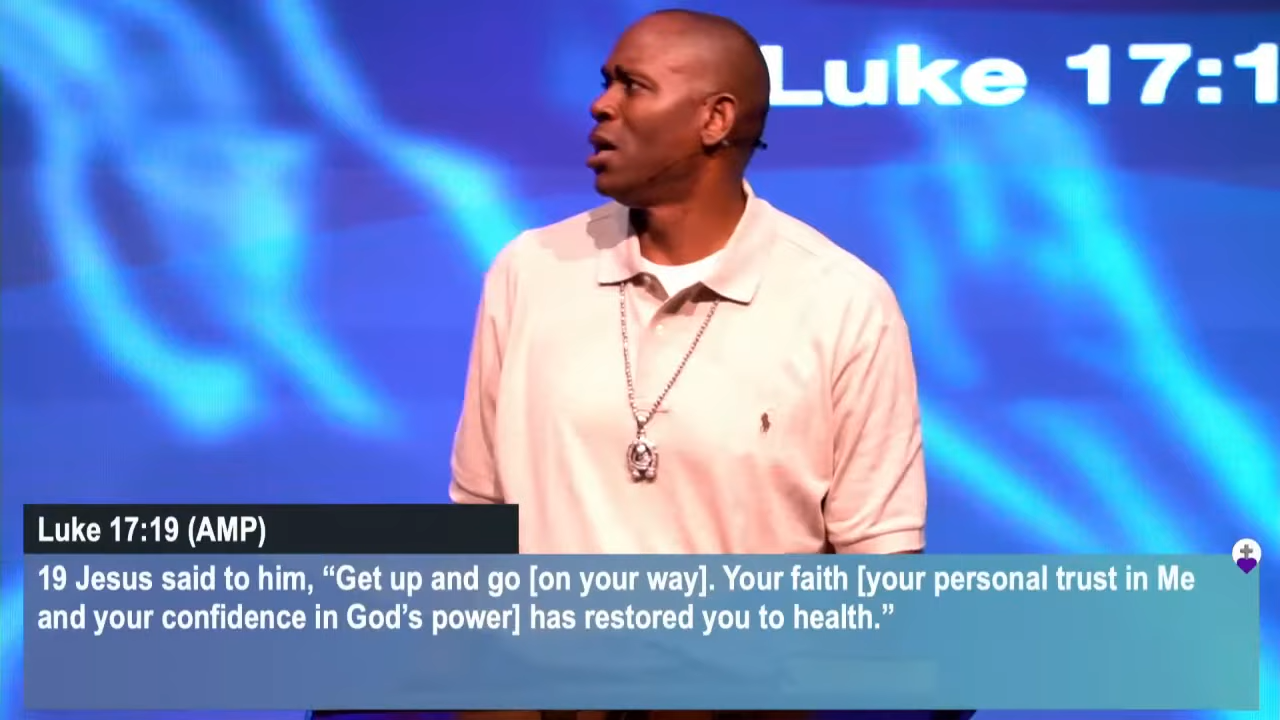 Luke 17:1
Luke 17:19 (AMP)
19 Jesus said to him, “Get up and go [on your way]. Your faith [your personal trust in Me
and your confidence in God’s power] has restored you to health.”